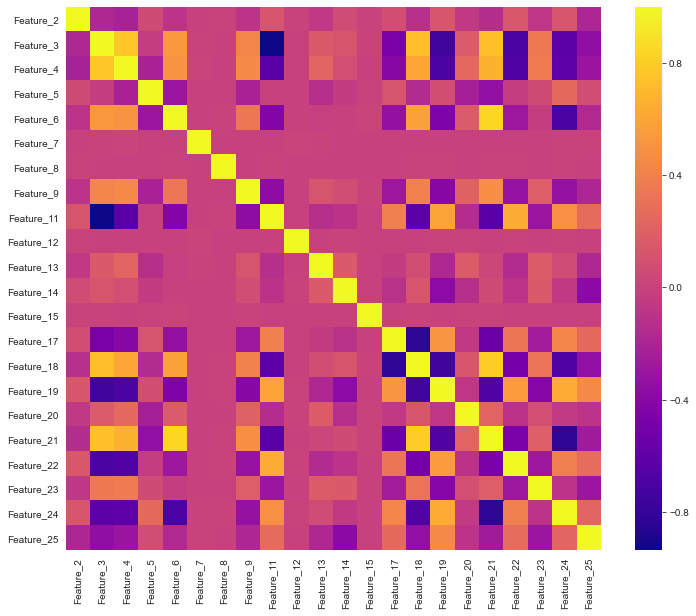 Feature_2
Feature_3
Feature_4
Feature_5
Feature_6
Feature_7
Feature_8
Feature_9
Feature_11
Feature_12
Feature_13
Feature_14
Feature_15
Feature_17
Feature_18
Feature_19
Feature_20
Feature_21
Feature_22
Feature_23
Feature_24
Feature_25
Feature_2
Feature_3
Feature_4
Feature_5
Feature_6
Feature_7
Feature_8
Feature_9
Feature_11
Feature_12
Feature_13
Feature_14
Feature_15
Feature_17
Feature_18
Feature_19
Feature_20
Feature_21
Feature_22
Feature_23
Feature_24
Feature_25
0.8
0.4
0.0
−0.4
−0.8